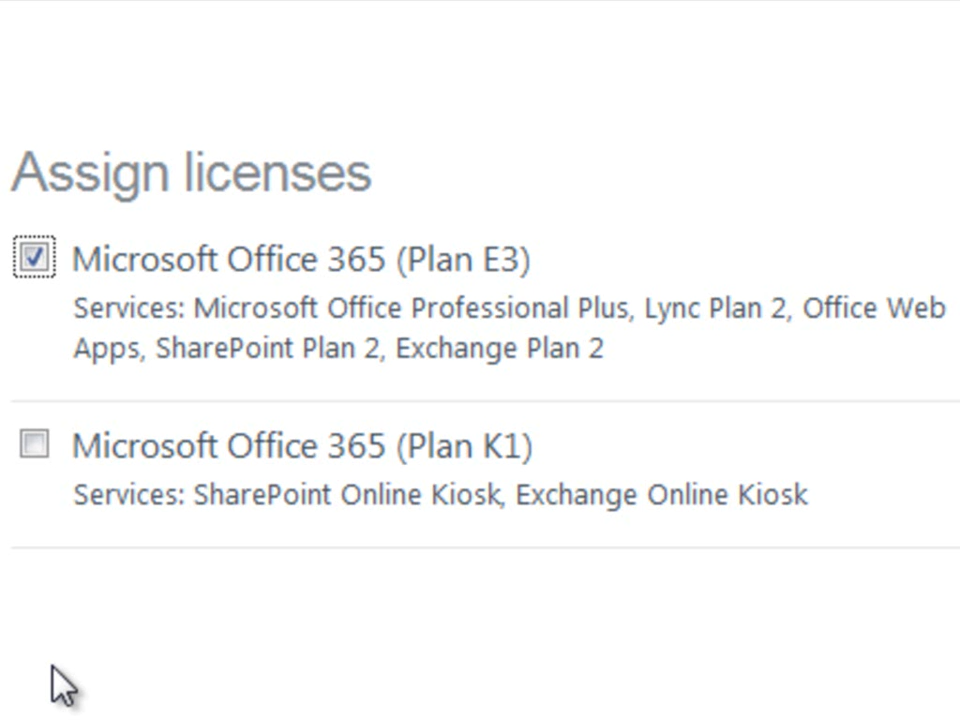 Assign licenses
Microsoft Office 365 (Plan E3)
Services: Microsoft Office Professional Plus, Lync Plan 2, Office Web
Apps, SharePoint Plan 2, Exchange Plan 2
Microsoft Office 365 (Plan K1)
Services: SharePoint Online Kiosk, Exchange Online Kiosk